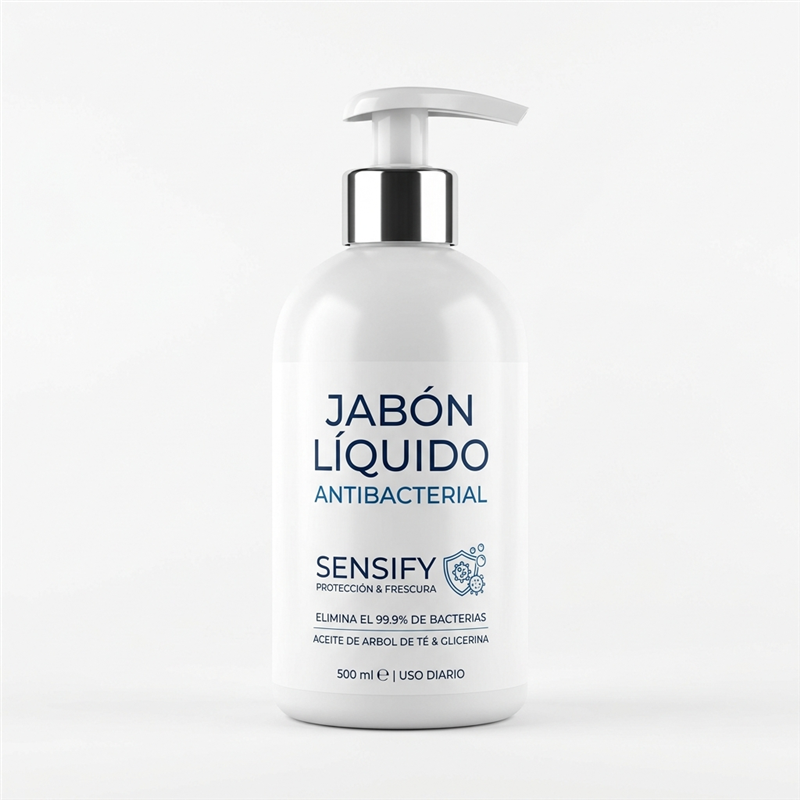 JABÓN
LÍQUIDO
ANTIBACTERIAL
SENSIFY
PROTECCIÓN & FRESCURA
ELIMINA EL 99.9% DE BACTERIAS
ACEITE DE ARBOL DE TÉ & GLICERINA
500 ml ℮ | USO DIARIO